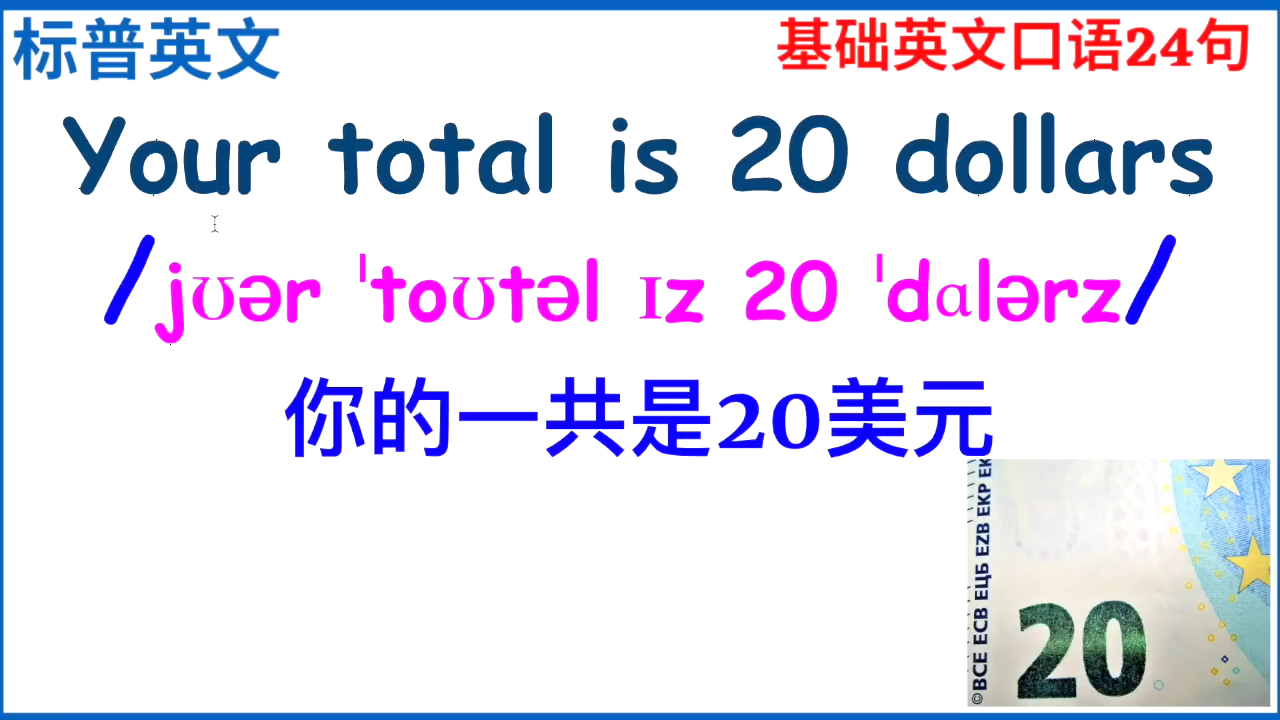 标普英文
基础英文口语24句
Your total is 20 dollars
/jʊər ˈtoʊtəl ɪz 20 ˈdɑlərz/
你的一共是20美元
©BCE ECB ЕЦБ EZB EKP EK
20